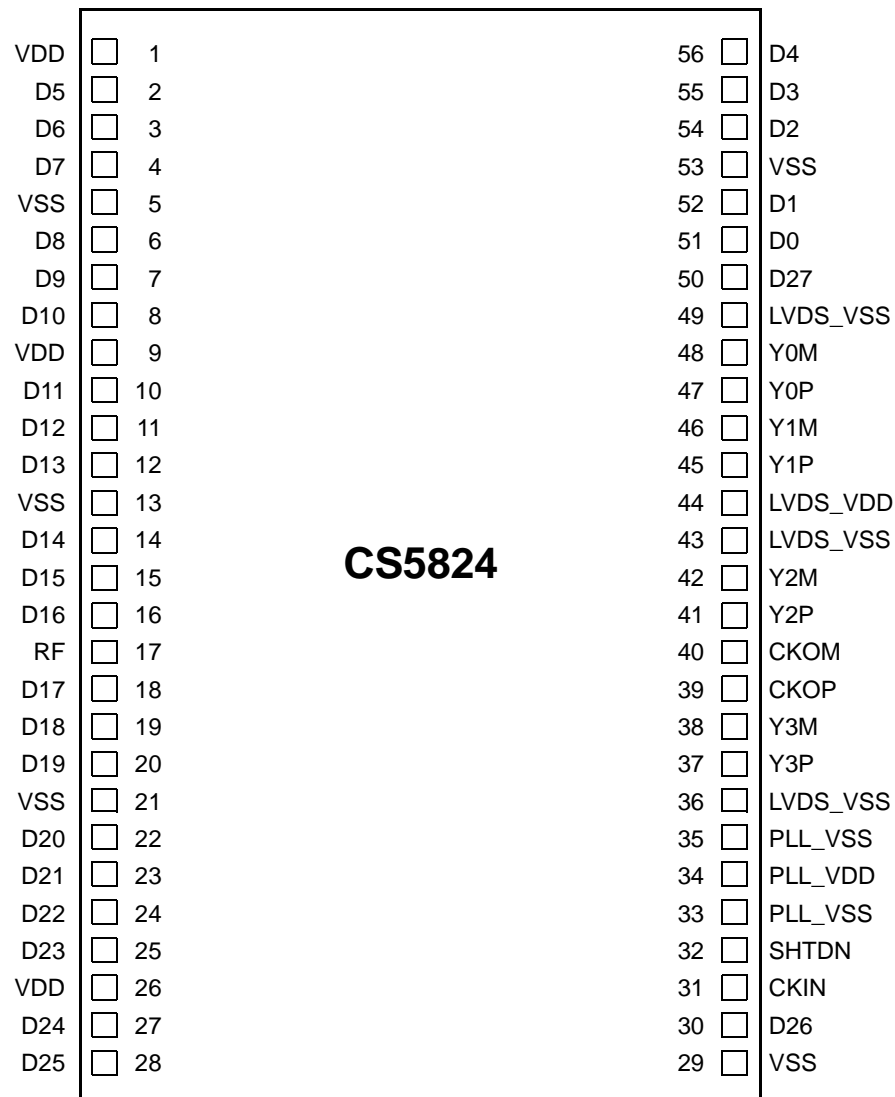 VDD 1 56 D4
D5 2 55 D3
D6 3 54 D2
D7 4 53 VSS
VSS 5 52 D1
D8 6 51 D0
D9 7 50 D27
D10 8 49 LVDS_VSS
VDD 9 48 Y0M
D11 10 47 Y0P
D12 11 46 Y1M
D13 12 45 Y1P
VSS 13 44 LVDS_VDD
D14 14 43 LVDS_VSS
CS5824
D15 15 42 Y2M
D16 16 41 Y2P
RF 17 40 CKOM
D17 18 39 CKOP
D18 19 38 Y3M
D19 20 37 Y3P
VSS 21 36 LVDS_VSS
D20 22 35 PLL_VSS
D21 23 34 PLL_VDD
D22 24 33 PLL_VSS
D23 25 32 SHTDN
VDD 26 31 CKIN
D24 27 30 D26
D25 28 29 VSS